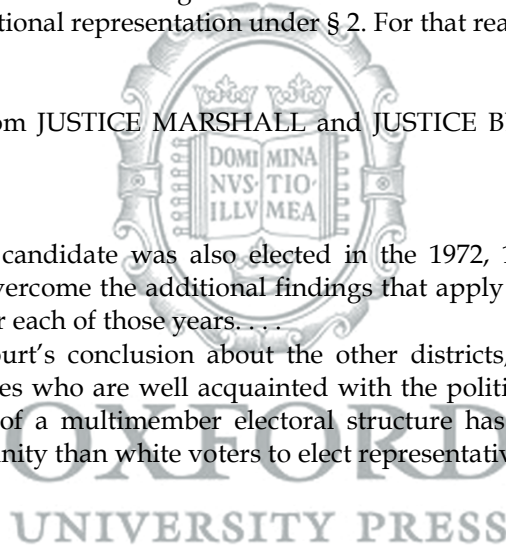 tional representation under § 2. For that rea
om JUSTICE MARSHALL and JUSTICE B
DOMI MINA
NVS TIO
ILLV MEA
candidate was also elected in the 1972, 1
vercome the additional findings that apply
r each of those years. . . .
ourt's conclusion about the other districts,
es who are well acquainted with the politi
of a multimember electoral structure has
nity than white voters to elect representativ
OXFORD
UNIVERSITY PRESS